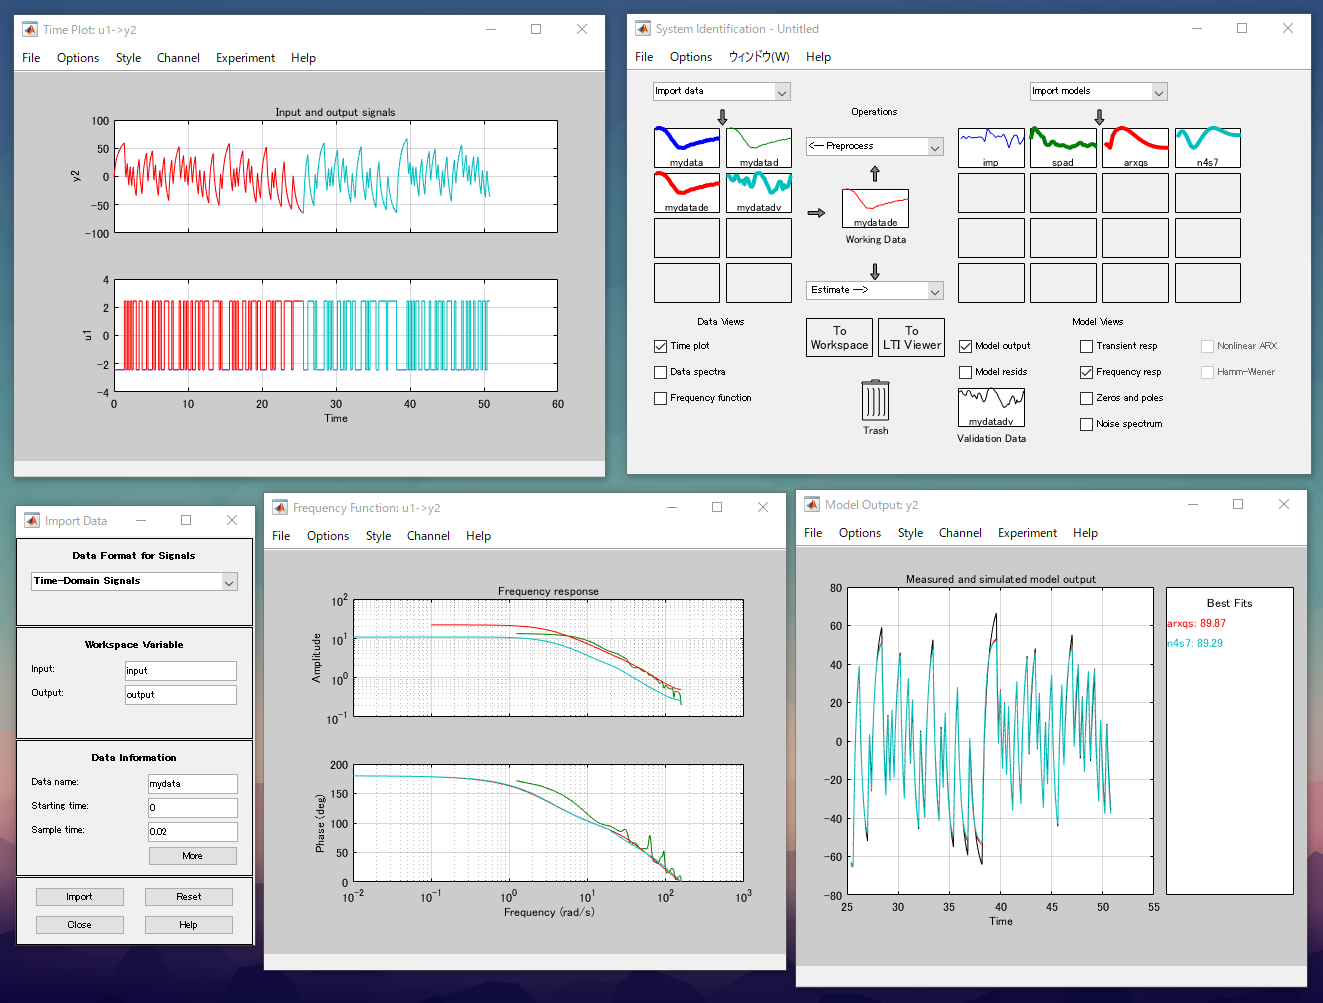 Time Plot: u1->y2
File Options Style Channel Experiment Help
Input and output signals
100
50
0
-50
-100
y2
4
2
0
-2
-4
u1
0 10 20 30 40 50 60
Time
System Identification - Untitled
File Options ウィンドウ(W) Help
Import data
Import models
Operations
mydata mydatad
<-- Preprocess
imp spad arxqs n4s7
mydatade mydatadv
mydatade
Working Data
Estimate -->
Data Views
Model Views
To Workspace
To LTI Viewer
Time plot
Data spectra
Frequency function
Trash
Model output
Model resids
mydatadv
Validation Data
Transient resp
Frequency resp
Zeros and poles
Noise spectrum
Nonlinear ARX
Hamm-Wiener
Import Data
Data Format for Signals
Time-Domain Signals
Workspace Variable
Input: input
Output: output
Data Information
Data name: mydata
Starting time: 0
Sample time: 0.02
More
Import Reset
Close Help
Frequency Function: u1->y2
File Options Style Channel Help
Frequency response
10^2
10^1
10^0
10^-1
Amplitude
200
150
100
50
0
Phase (deg)
10^-2 10^-1 10^0 10^1 10^2 10^3
Frequency (rad/s)
Model Output: y2
File Options Style Channel Experiment Help
Measured and simulated model output
80
60
40
20
0
-20
-40
-60
-80
25 30 35 40 45 50 55
Time
Best Fits
arxqs: 89.87
n4s7: 89.29